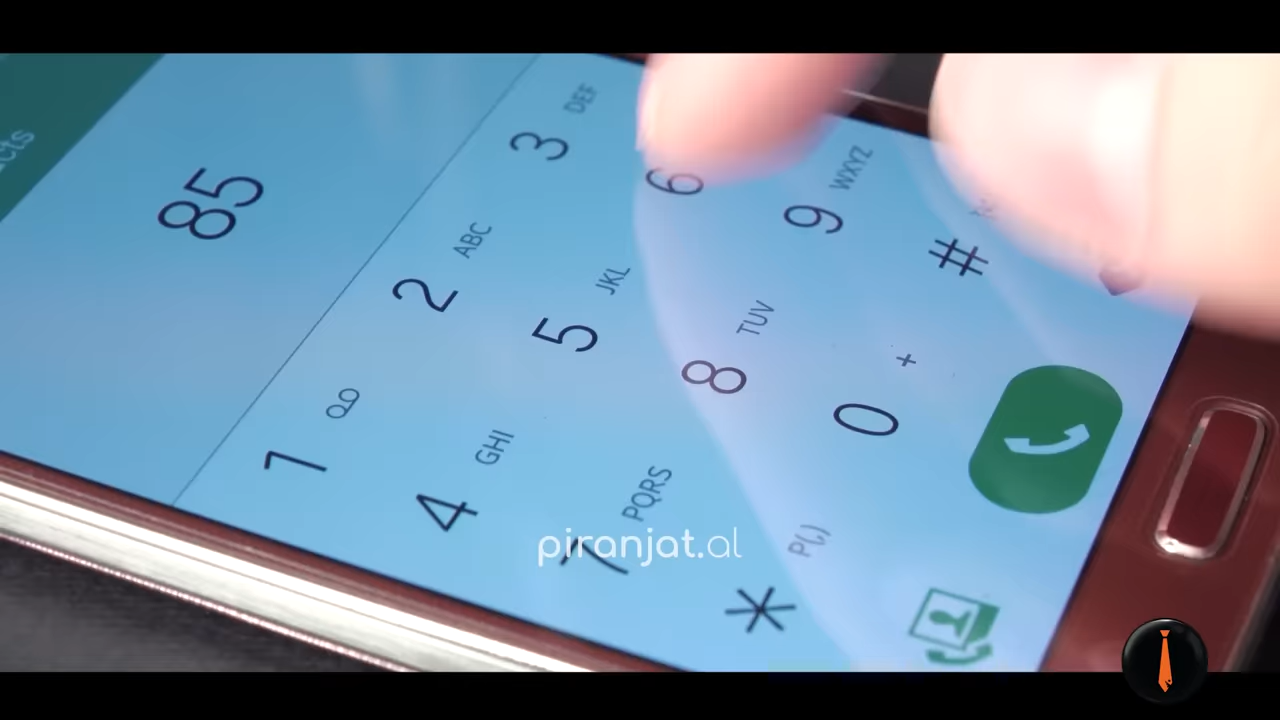 cts
85
1
2 ABC
3 DEF
4 GHI
5 JKL
6
7 PQRS
8 TUV
9 WXYZ
* P(,)
0 +
#
piranjat.al